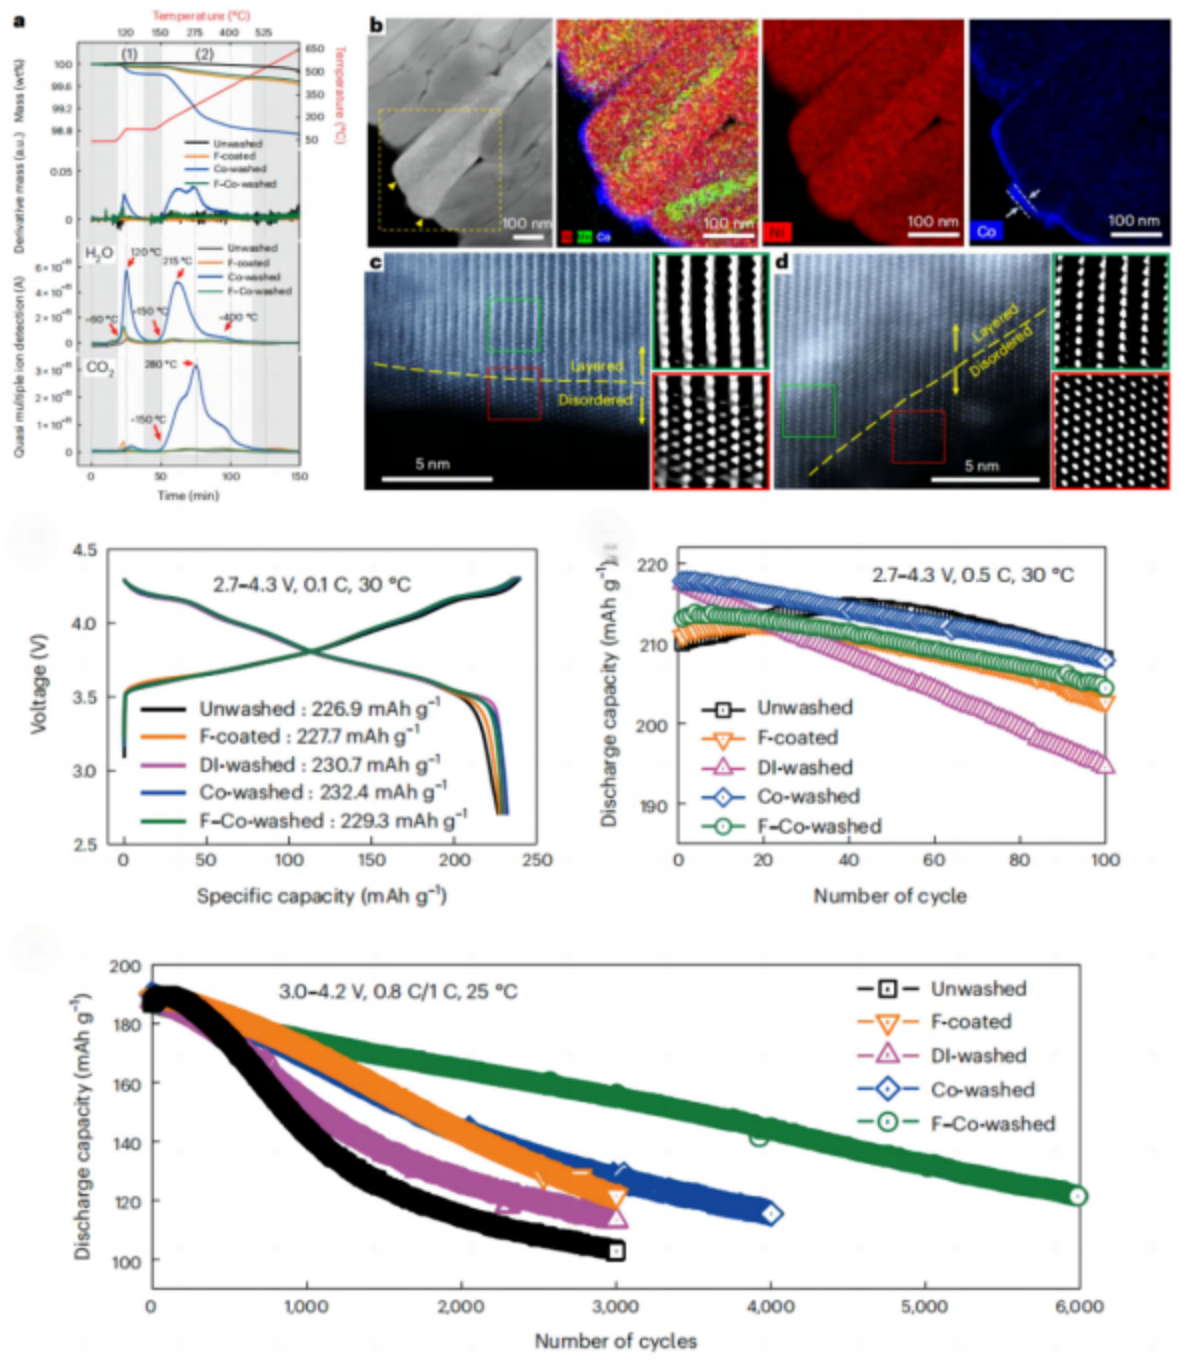 a
Temperature (°C)
120 150 275 400 525
(1) (2)
Mass (wt%)
100
99.6
99.2
98.8
650
500
350
200
50
Temperature (°C)
Unwashed
F-coated
Co-washed
F-Co-washed
Derivative mass (a.u.)
0.05
0
H₂O
120 °C
215 °C
Unwashed
F-coated
Co-washed
F-Co-washed
~150 °C
~400 °C
Quasi multiple ion detection (A)
0
CO₂
280 °C
~150 °C
0
0 50 100 150
Time (min)
b
100 nm
Co
100 nm
Ni
100 nm
Co
100 nm
c
Layered
Disordered
5 nm
d
Layered
Disordered
5 nm
4.5
4.0
3.5
3.0
2.5
Voltage (V)
2.7–4.3 V, 0.1 C, 30 °C
Unwashed : 226.9 mAh g⁻¹
F-coated : 227.7 mAh g⁻¹
DI-washed : 230.7 mAh g⁻¹
Co-washed : 232.4 mAh g⁻¹
F–Co-washed : 229.3 mAh g⁻¹
0 50 100 150 200 250
Specific capacity (mAh g⁻¹)
220
210
200
190
Discharge capacity (mAh g⁻¹)
2.7–4.3 V, 0.5 C, 30 °C
Unwashed
F-coated
DI-washed
Co-washed
F–Co-washed
0 20 40 60 80 100
Number of cycle
200
180
160
140
120
100
Discharge capacity (mAh g⁻¹)
3.0–4.2 V, 0.8 C/1 C, 25 °C
Unwashed
F-coated
DI-washed
Co-washed
F–Co-washed
0 1,000 2,000 3,000 4,000 5,000 6,000
Number of cycles